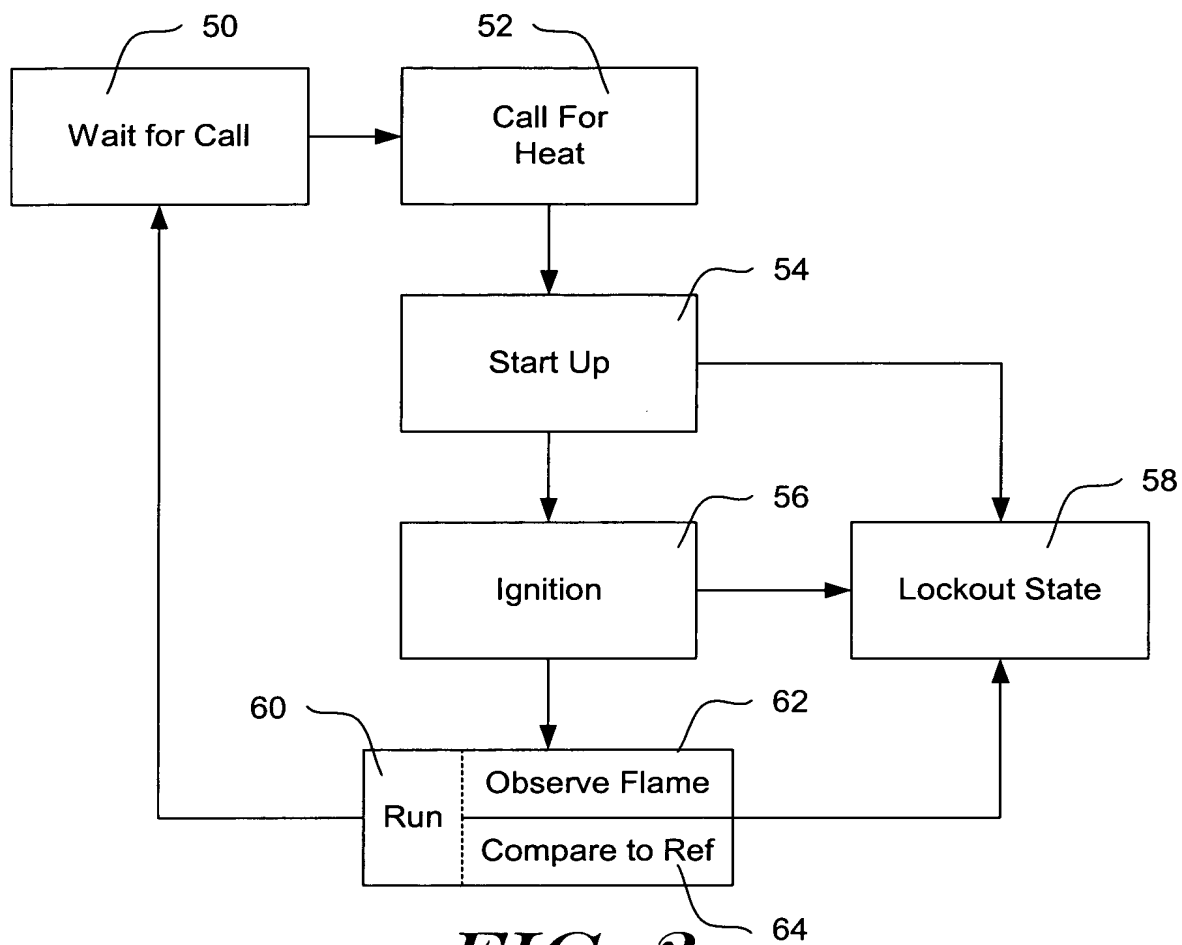 50
52
Wait for Call
Call For
Heat
54
Start Up
56
58
Ignition
Lockout State
60
62
Observe Flame
Run
Compare to Ref
64